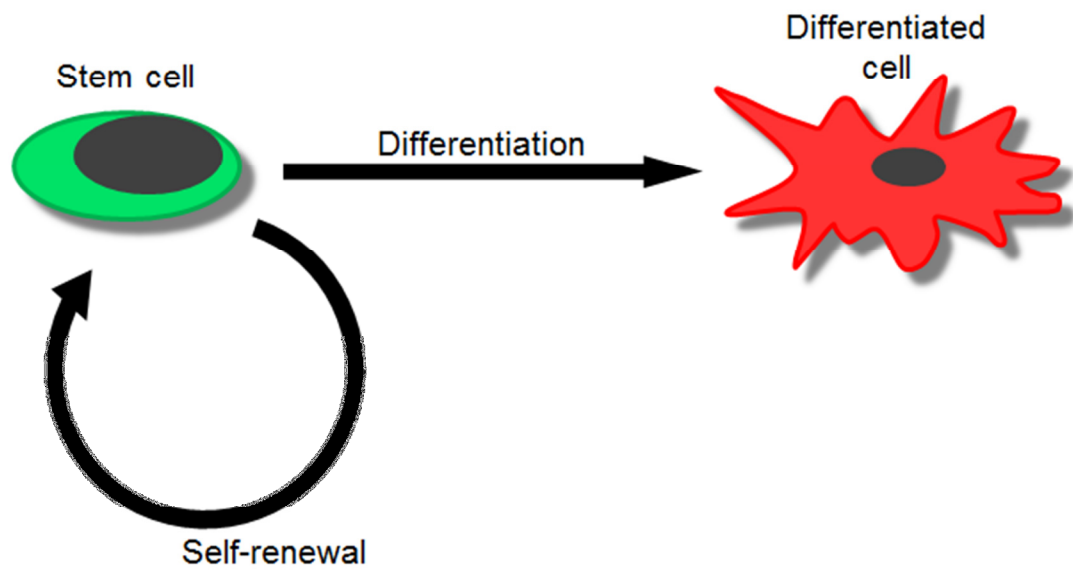 Stem cell
Differentiated
cell
Differentiation
Self-renewal